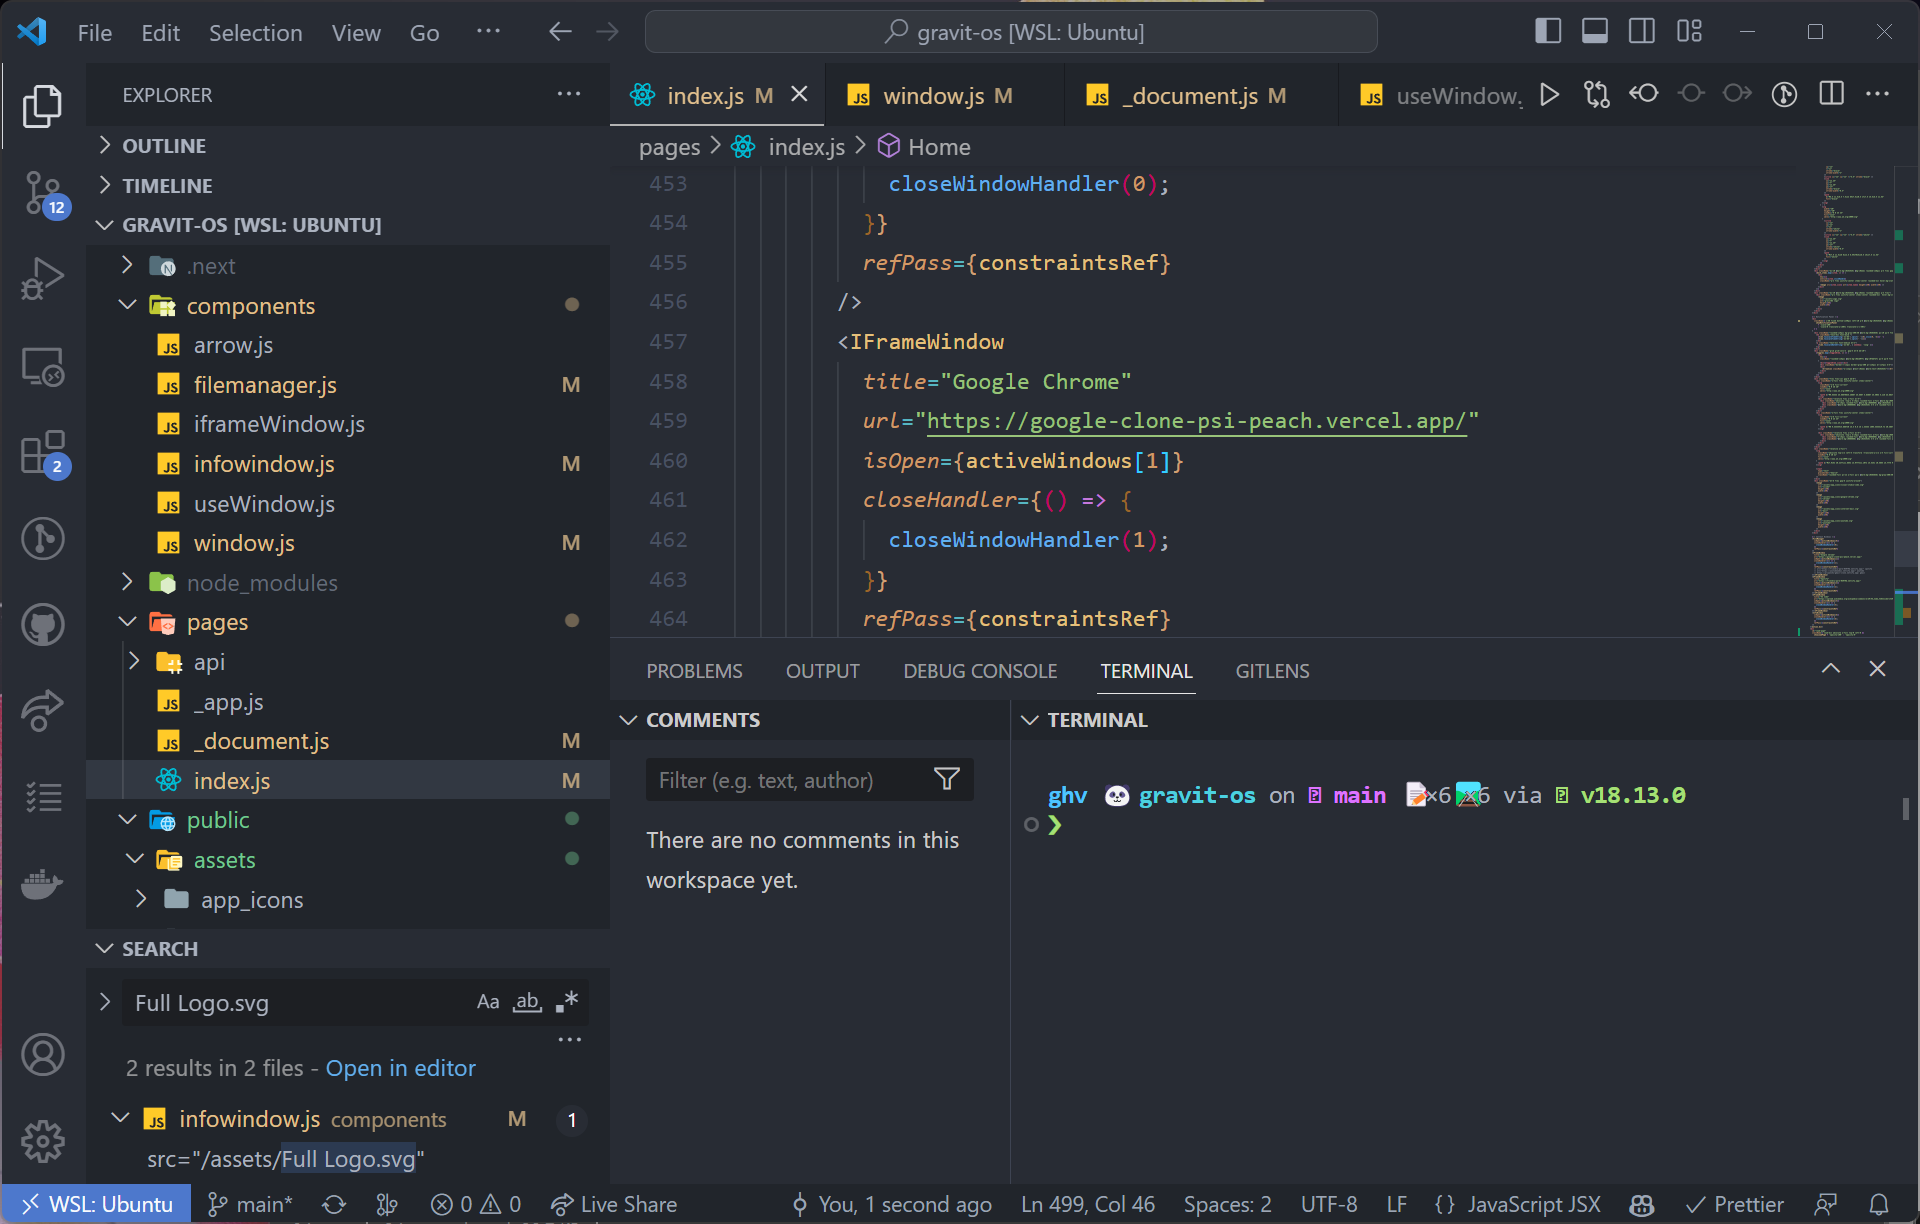 File Edit Selection View Go ··· gravit-os [WSL: Ubuntu]
EXPLORER
OUTLINE
TIMELINE
GRAVIT-OS [WSL: UBUNTU]
12
2
.next
components
arrow.js
filemanager.js M
iframeWindow.js
infowindow.js M
useWindow.js
window.js M
node_modules
pages
api
_app.js
_document.js M
index.js M
public
assets
app_icons
SEARCH
Full Logo.svg Aa ab .*
2 results in 2 files - Open in editor
infowindow.js components M 1
src="/assets/Full Logo.svg"
index.js M window.js M _document.js M useWindow.
pages > index.js > Home
453 closeWindowHandler(0);
454 }}
455 refPass={constraintsRef}
456 />
457 <IFrameWindow
458 title="Google Chrome"
459 url="https://google-clone-psi-peach.vercel.app/"
460 isOpen={activeWindows[1]}
461 closeHandler={() => {
462 closeWindowHandler(1);
463 }}
464 refPass={constraintsRef}
PROBLEMS OUTPUT DEBUG CONSOLE TERMINAL GITLENS
COMMENTS
Filter (e.g. text, author)
There are no comments in this
workspace yet.
TERMINAL
ghv 🐼 gravit-os on main 📝×6 6 via v18.13.0
❯
WSL: Ubuntu main* 0 0 Live Share You, 1 second ago Ln 499, Col 46 Spaces: 2 UTF-8 LF {} JavaScript JSX Prettier